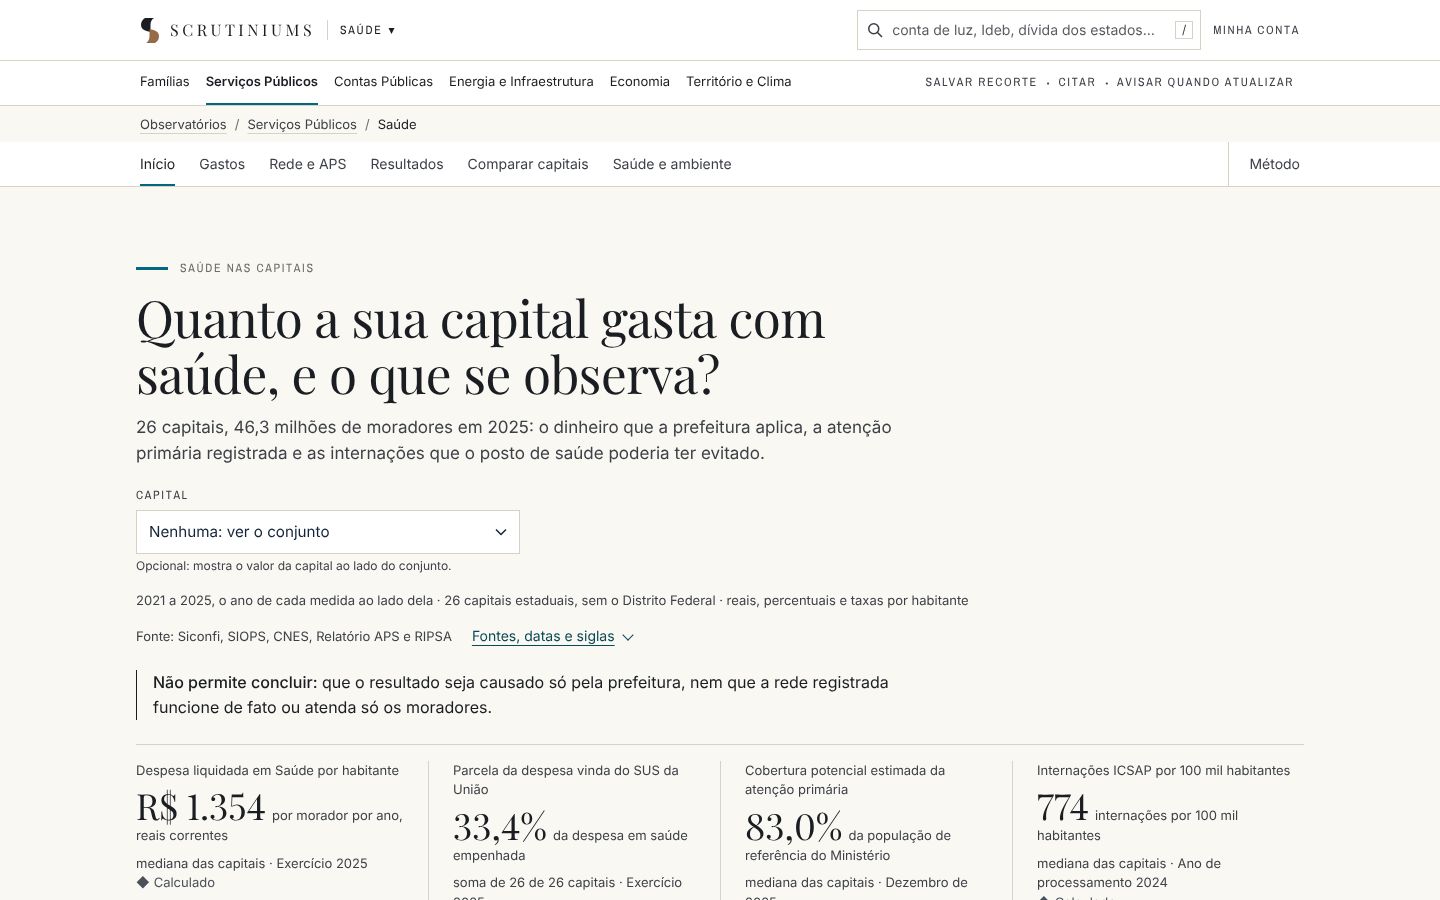 SCRUTINIUMS
SAÚDE ▾
conta de luz, Ideb, dívida dos estados...
/
MINHA CONTA
Famílias
Serviços Públicos
Contas Públicas
Energia e Infraestrutura
Economia
Território e Clima
SALVAR RECORTE · CITAR · AVISAR QUANDO ATUALIZAR
Observatórios / Serviços Públicos / Saúde
Início
Gastos
Rede e APS
Resultados
Comparar capitais
Saúde e ambiente
Método
SAÚDE NAS CAPITAIS
Quanto a sua capital gasta com
saúde, e o que se observa?
26 capitais, 46,3 milhões de moradores em 2025: o dinheiro que a prefeitura aplica, a atenção
primária registrada e as internações que o posto de saúde poderia ter evitado.
CAPITAL
Nenhuma: ver o conjunto
Opcional: mostra o valor da capital ao lado do conjunto.
2021 a 2025, o ano de cada medida ao lado dela · 26 capitais estaduais, sem o Distrito Federal · reais, percentuais e taxas por habitante
Fonte: Siconfi, SIOPS, CNES, Relatório APS e RIPSA
Fontes, datas e siglas
Não permite concluir: que o resultado seja causado só pela prefeitura, nem que a rede registrada
funcione de fato ou atenda só os moradores.
Despesa liquidada em Saúde por habitante
R$ 1.354 por morador por ano,
reais correntes
mediana das capitais · Exercício 2025
◆ Calculado
Parcela da despesa vinda do SUS da
União
33,4% da despesa em saúde
empenhada
soma de 26 de 26 capitais · Exercício
2025
Cobertura potencial estimada da
atenção primária
83,0% da população de
referência do Ministério
mediana das capitais · Dezembro de
2025
Internações ICSAP por 100 mil habitantes
774 internações por 100 mil
habitantes
mediana das capitais · Ano de
processamento 2024
◆ Calculado